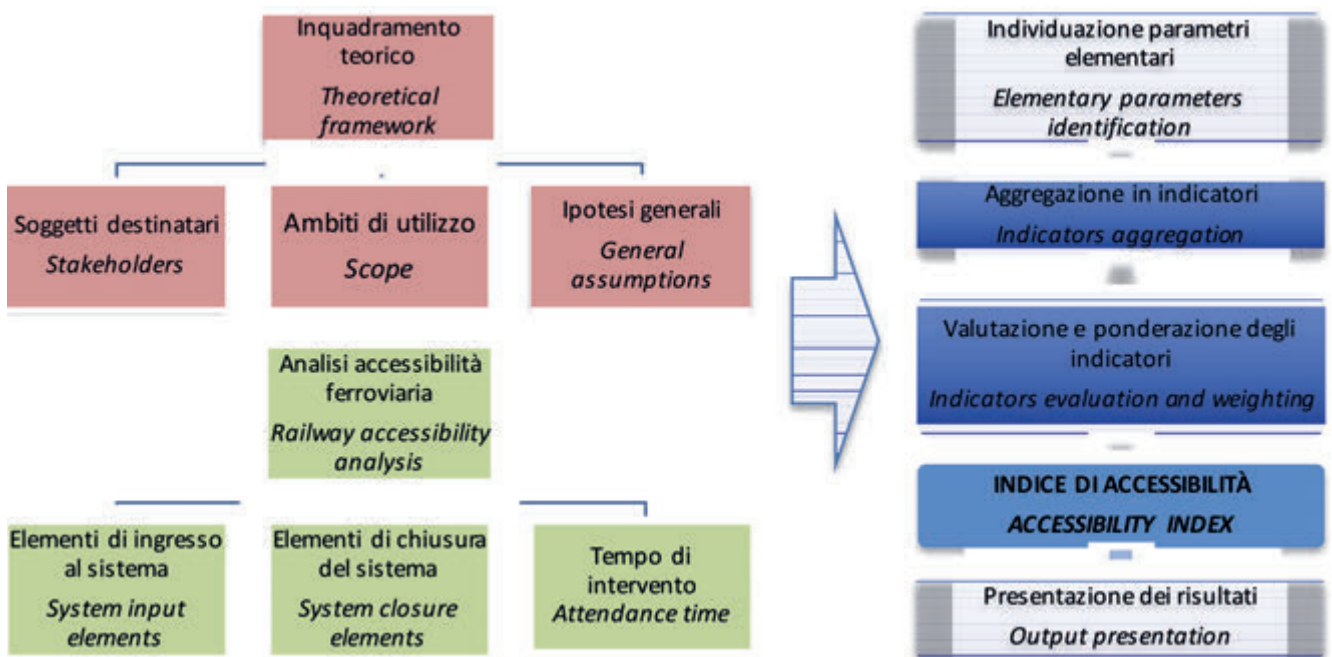 Inquadramento
teorico
Theoretical
framework
Soggetti destinatari
Stakeholders
Ambiti di utilizzo
Scope
Ipotesi generali
General
assumptions
Analisi accessibilità
ferroviaria
Railway accessibility
analysis
Elementi di ingresso
al sistema
System input
elements
Elementi di chiusura
del sistema
System closure
elements
Tempo di
intervento
Attendance time
Individuazione parametri
elementari
Elementary parameters
identification
Aggregazione in indicatori
Indicators aggregation
Valutazione e ponderazione degli
indicatori
Indicators evaluation and weighting
INDICE DI ACCESSIBILITÀ
ACCESSIBILITY INDEX
Presentazione dei risultati
Output presentation